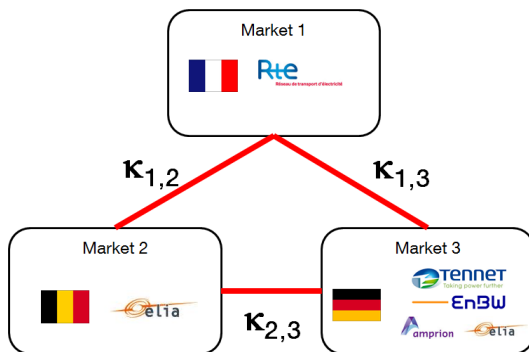 Market 1
Rte
Réseau de transport d'électricité
κ1,2
κ1,3
Market 2
elia
κ2,3
Market 3
TENNET
Taking power further
EnBW
amprion
elia